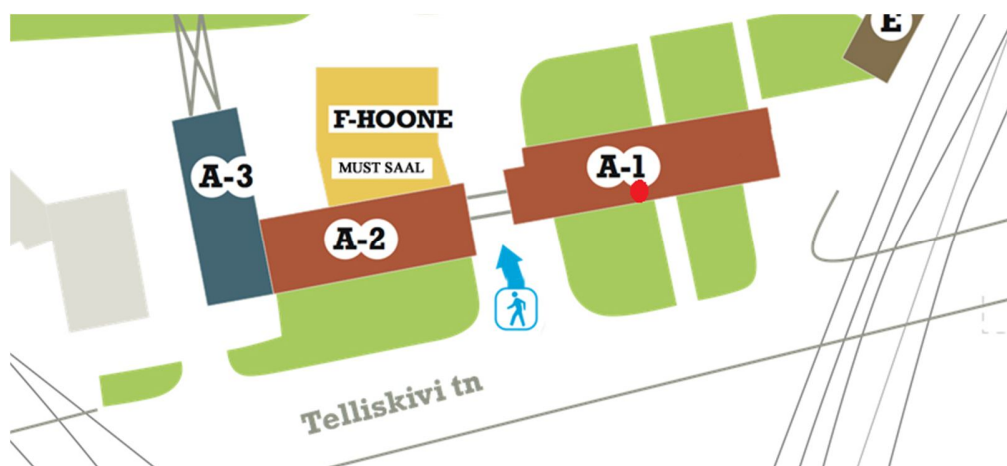 E
F-HOONE
MUST SAAL
A-1
A-3
A-2
Telliskivi tn